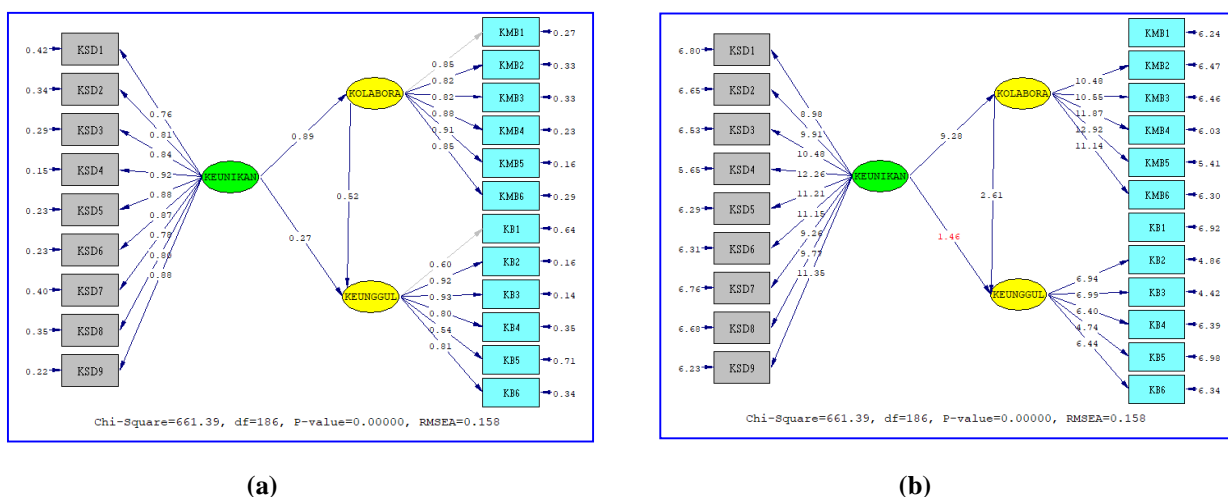 0.42 KSD1
0.34 KSD2
0.29 KSD3
0.15 KSD4
0.23 KSD5
0.23 KSD6
0.40 KSD7
0.35 KSD8
0.22 KSD9
0.76
0.81
0.84
0.92
0.88
0.87
0.78
0.80
0.88
KEUNIKAN
0.89
0.27
KOLABORA
0.52
KEUNGGUL
0.85
0.82
0.82
0.88
0.91
0.85
0.60
0.92
0.93
0.80
0.54
0.81
KMB1 0.27
KMB2 0.33
KMB3 0.33
KMB4 0.23
KMB5 0.16
KMB6 0.29
KB1 0.64
KB2 0.16
KB3 0.14
KB4 0.35
KB5 0.71
KB6 0.34
Chi-Square=661.39, df=186, P-value=0.00000, RMSEA=0.158
(a)
6.80 KSD1
6.65 KSD2
6.53 KSD3
5.65 KSD4
6.29 KSD5
6.31 KSD6
6.76 KSD7
6.68 KSD8
6.23 KSD9
8.98
9.91
10.48
12.26
11.21
11.15
9.26
9.77
11.35
KEUNIKAN
9.28
1.46
KOLABORA
2.61
KEUNGGUL
10.48
10.55
11.87
12.92
11.14
6.94
6.99
6.40
4.74
6.44
KMB1 6.24
KMB2 6.47
KMB3 6.46
KMB4 6.03
KMB5 5.41
KMB6 6.30
KB1 6.92
KB2 4.86
KB3 4.42
KB4 6.39
KB5 6.98
KB6 6.34
Chi-Square=661.39, df=186, P-value=0.00000, RMSEA=0.158
(b)